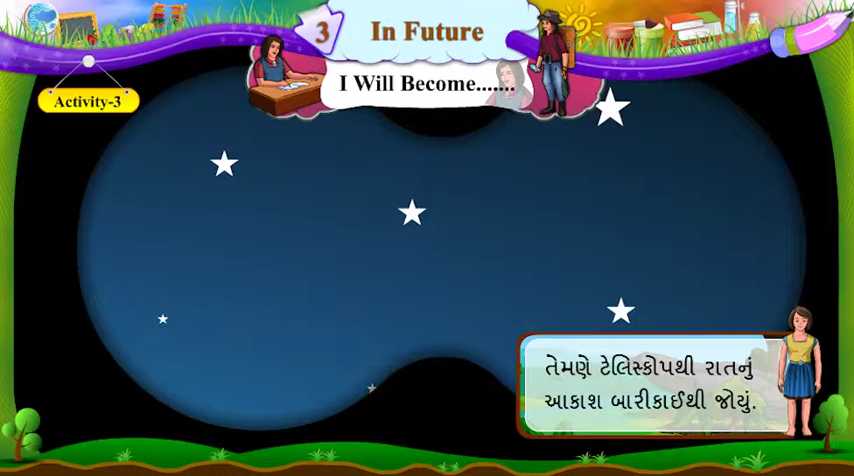 3 In Future
I Will Become.......
Activity-3
તેમણે ટેલિસ્કોપથી રાતનું
આકાશ બારીકાઈથી જોયું.